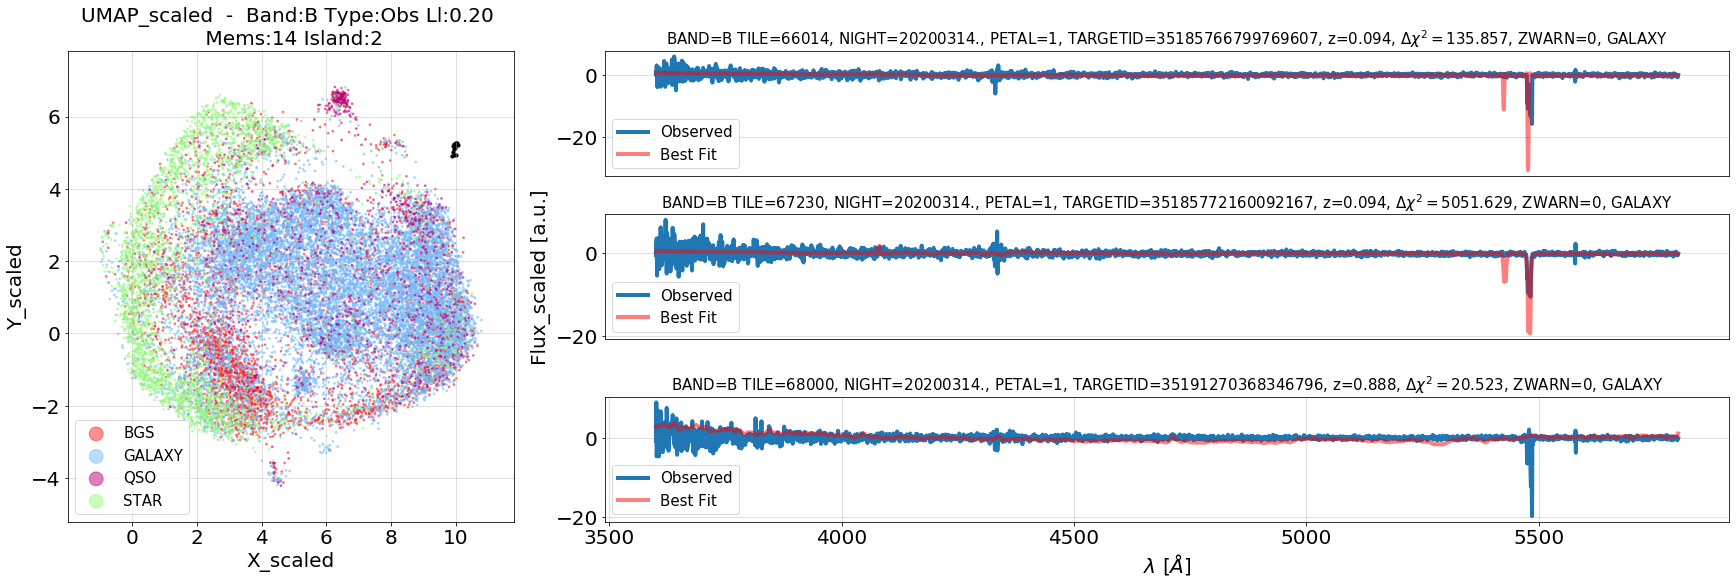 UMAP_scaled - Band:B Type:Obs Ll:0.20
Mems:14 Island:2
Y_scaled
6
4
2
0
−2
−4
BGS
GALAXY
QSO
STAR
0 2 4 6 8 10
X_scaled
Flux_scaled [a.u.]
BAND=B TILE=66014, NIGHT=20200314., PETAL=1, TARGETID=35185766799769607, z=0.094, Δχ² = 135.857, ZWARN=0, GALAXY
0
−20
Observed
Best Fit
BAND=B TILE=67230, NIGHT=20200314., PETAL=1, TARGETID=35185772160092167, z=0.094, Δχ² = 5051.629, ZWARN=0, GALAXY
0
−20
Observed
Best Fit
BAND=B TILE=68000, NIGHT=20200314., PETAL=1, TARGETID=35191270368346796, z=0.888, Δχ² = 20.523, ZWARN=0, GALAXY
0
−20
Observed
Best Fit
3500 4000 4500 5000 5500
λ [Å]